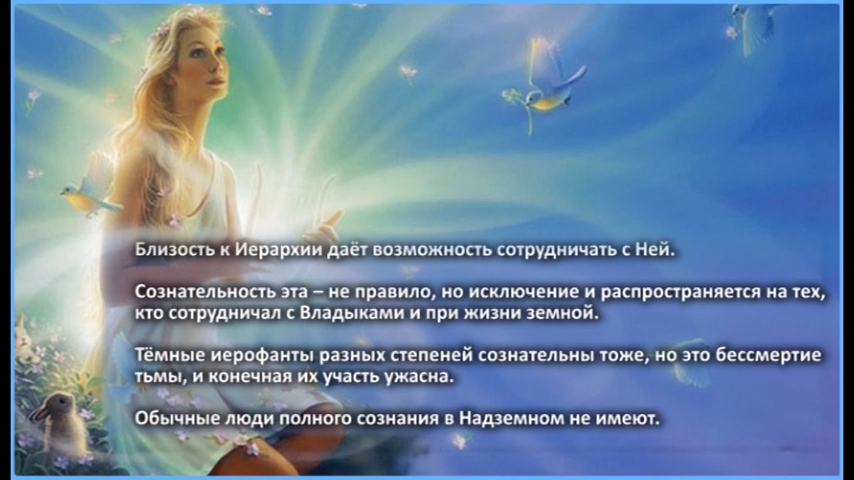 Близость к Иерархии даёт возможность сотрудничать с Ней.
Сознательность эта – не правило, но исключение и распространяется на тех,
кто сотрудничал с Владыками и при жизни земной.
Тёмные иерофанты разных степеней сознательны тоже, но это бессмертие
тьмы, и конечная их участь ужасна.
Обычные люди полного сознания в Надземном не имеют.